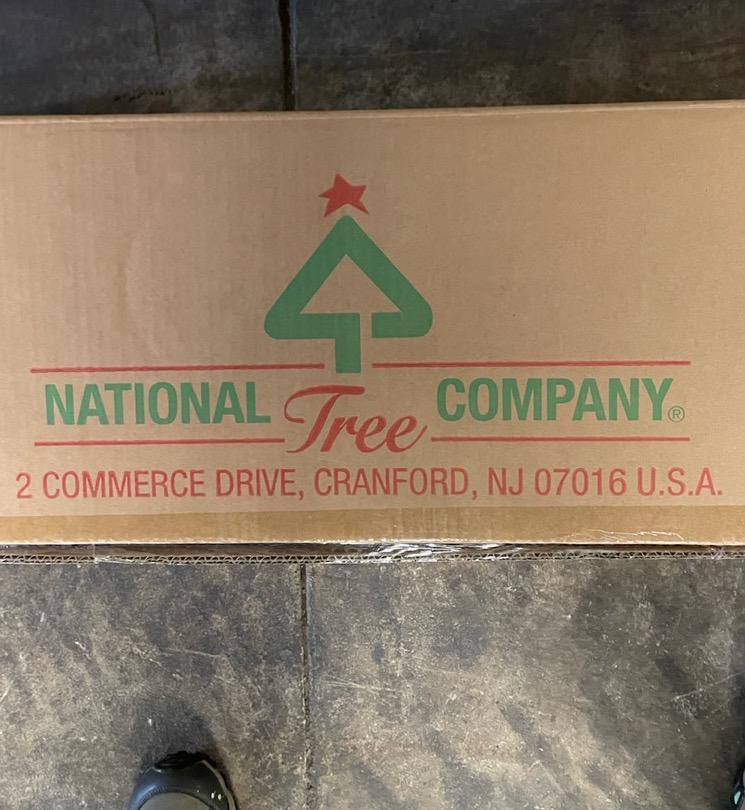 NATIONAL Tree COMPANY®
2 COMMERCE DRIVE, CRANFORD, NJ 07016 U.S.A.